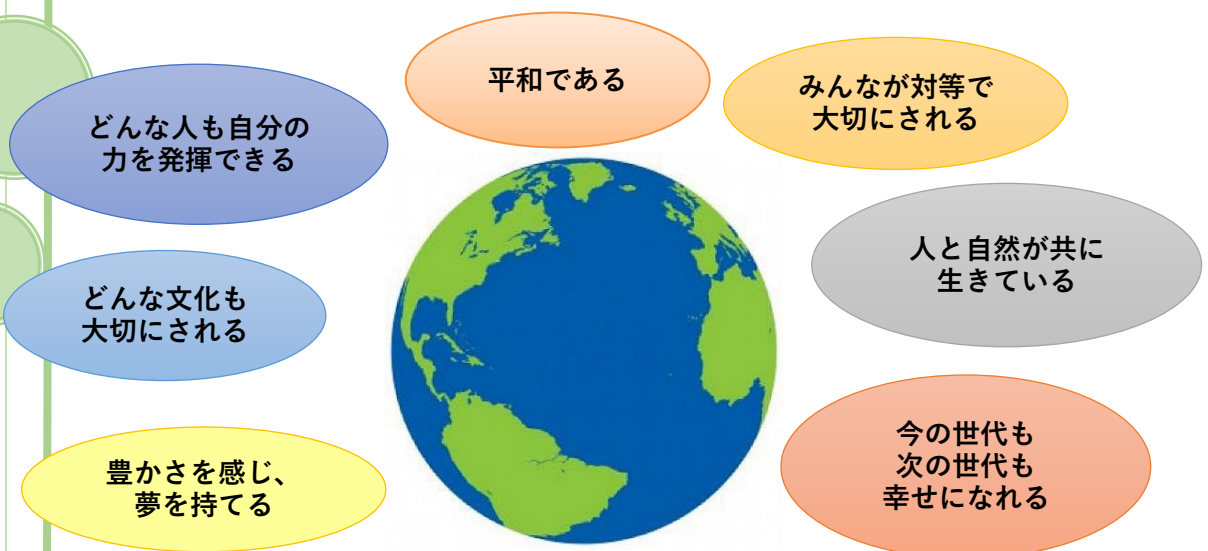 平和である
みんなが対等で
大切にされる
どんな人も自分の
力を発揮できる
人と自然が共に
生きている
どんな文化も
大切にされる
今の世代も
次の世代も
幸せになれる
豊かさを感じ、
夢を持てる